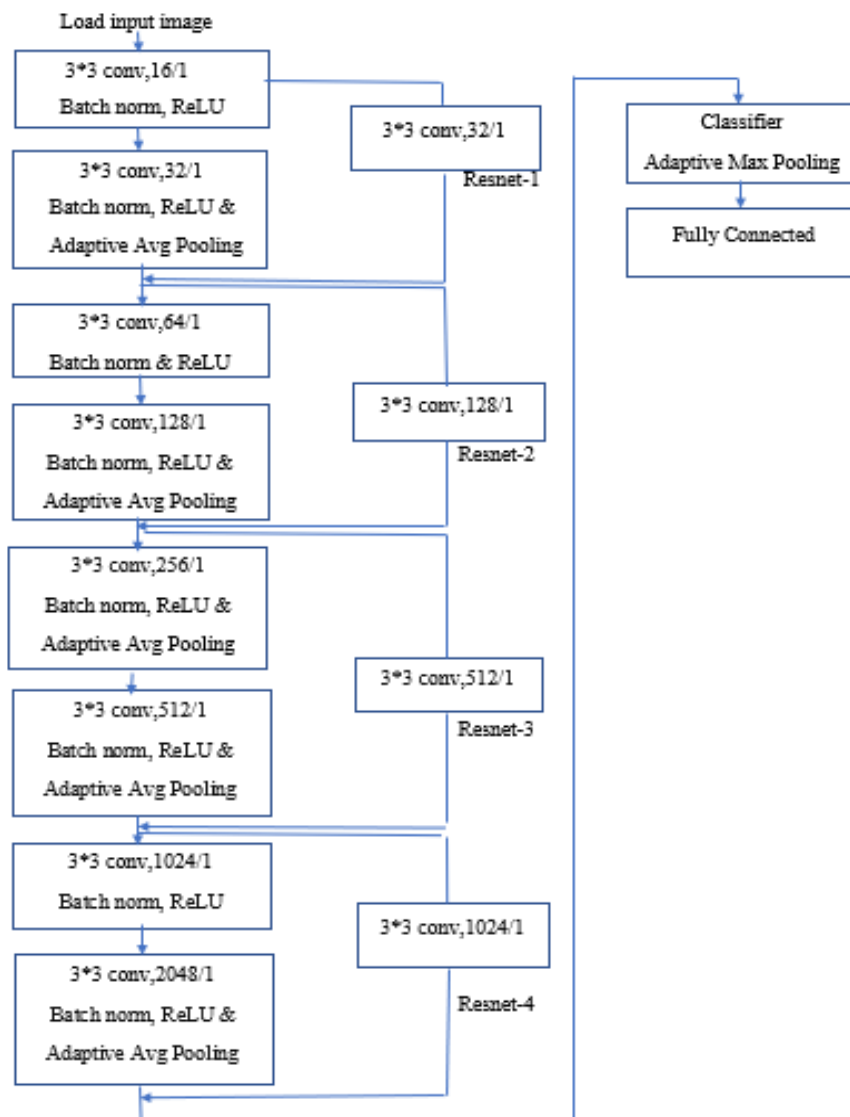 Load input image
3*3 conv,16/1
Batch norm, ReLU
3*3 conv,32/1
Resnet-1
3*3 conv,32/1
Batch norm, ReLU &
Adaptive Avg Pooling
3*3 conv,64/1
Batch norm & ReLU
3*3 conv,128/1
Resnet-2
3*3 conv,128/1
Batch norm, ReLU &
Adaptive Avg Pooling
3*3 conv,256/1
Batch norm, ReLU &
Adaptive Avg Pooling
3*3 conv,512/1
Resnet-3
3*3 conv,512/1
Batch norm, ReLU &
Adaptive Avg Pooling
3*3 conv,1024/1
Batch norm, ReLU
3*3 conv,1024/1
Resnet-4
3*3 conv,2048/1
Batch norm, ReLU &
Adaptive Avg Pooling
Classifier
Adaptive Max Pooling
Fully Connected